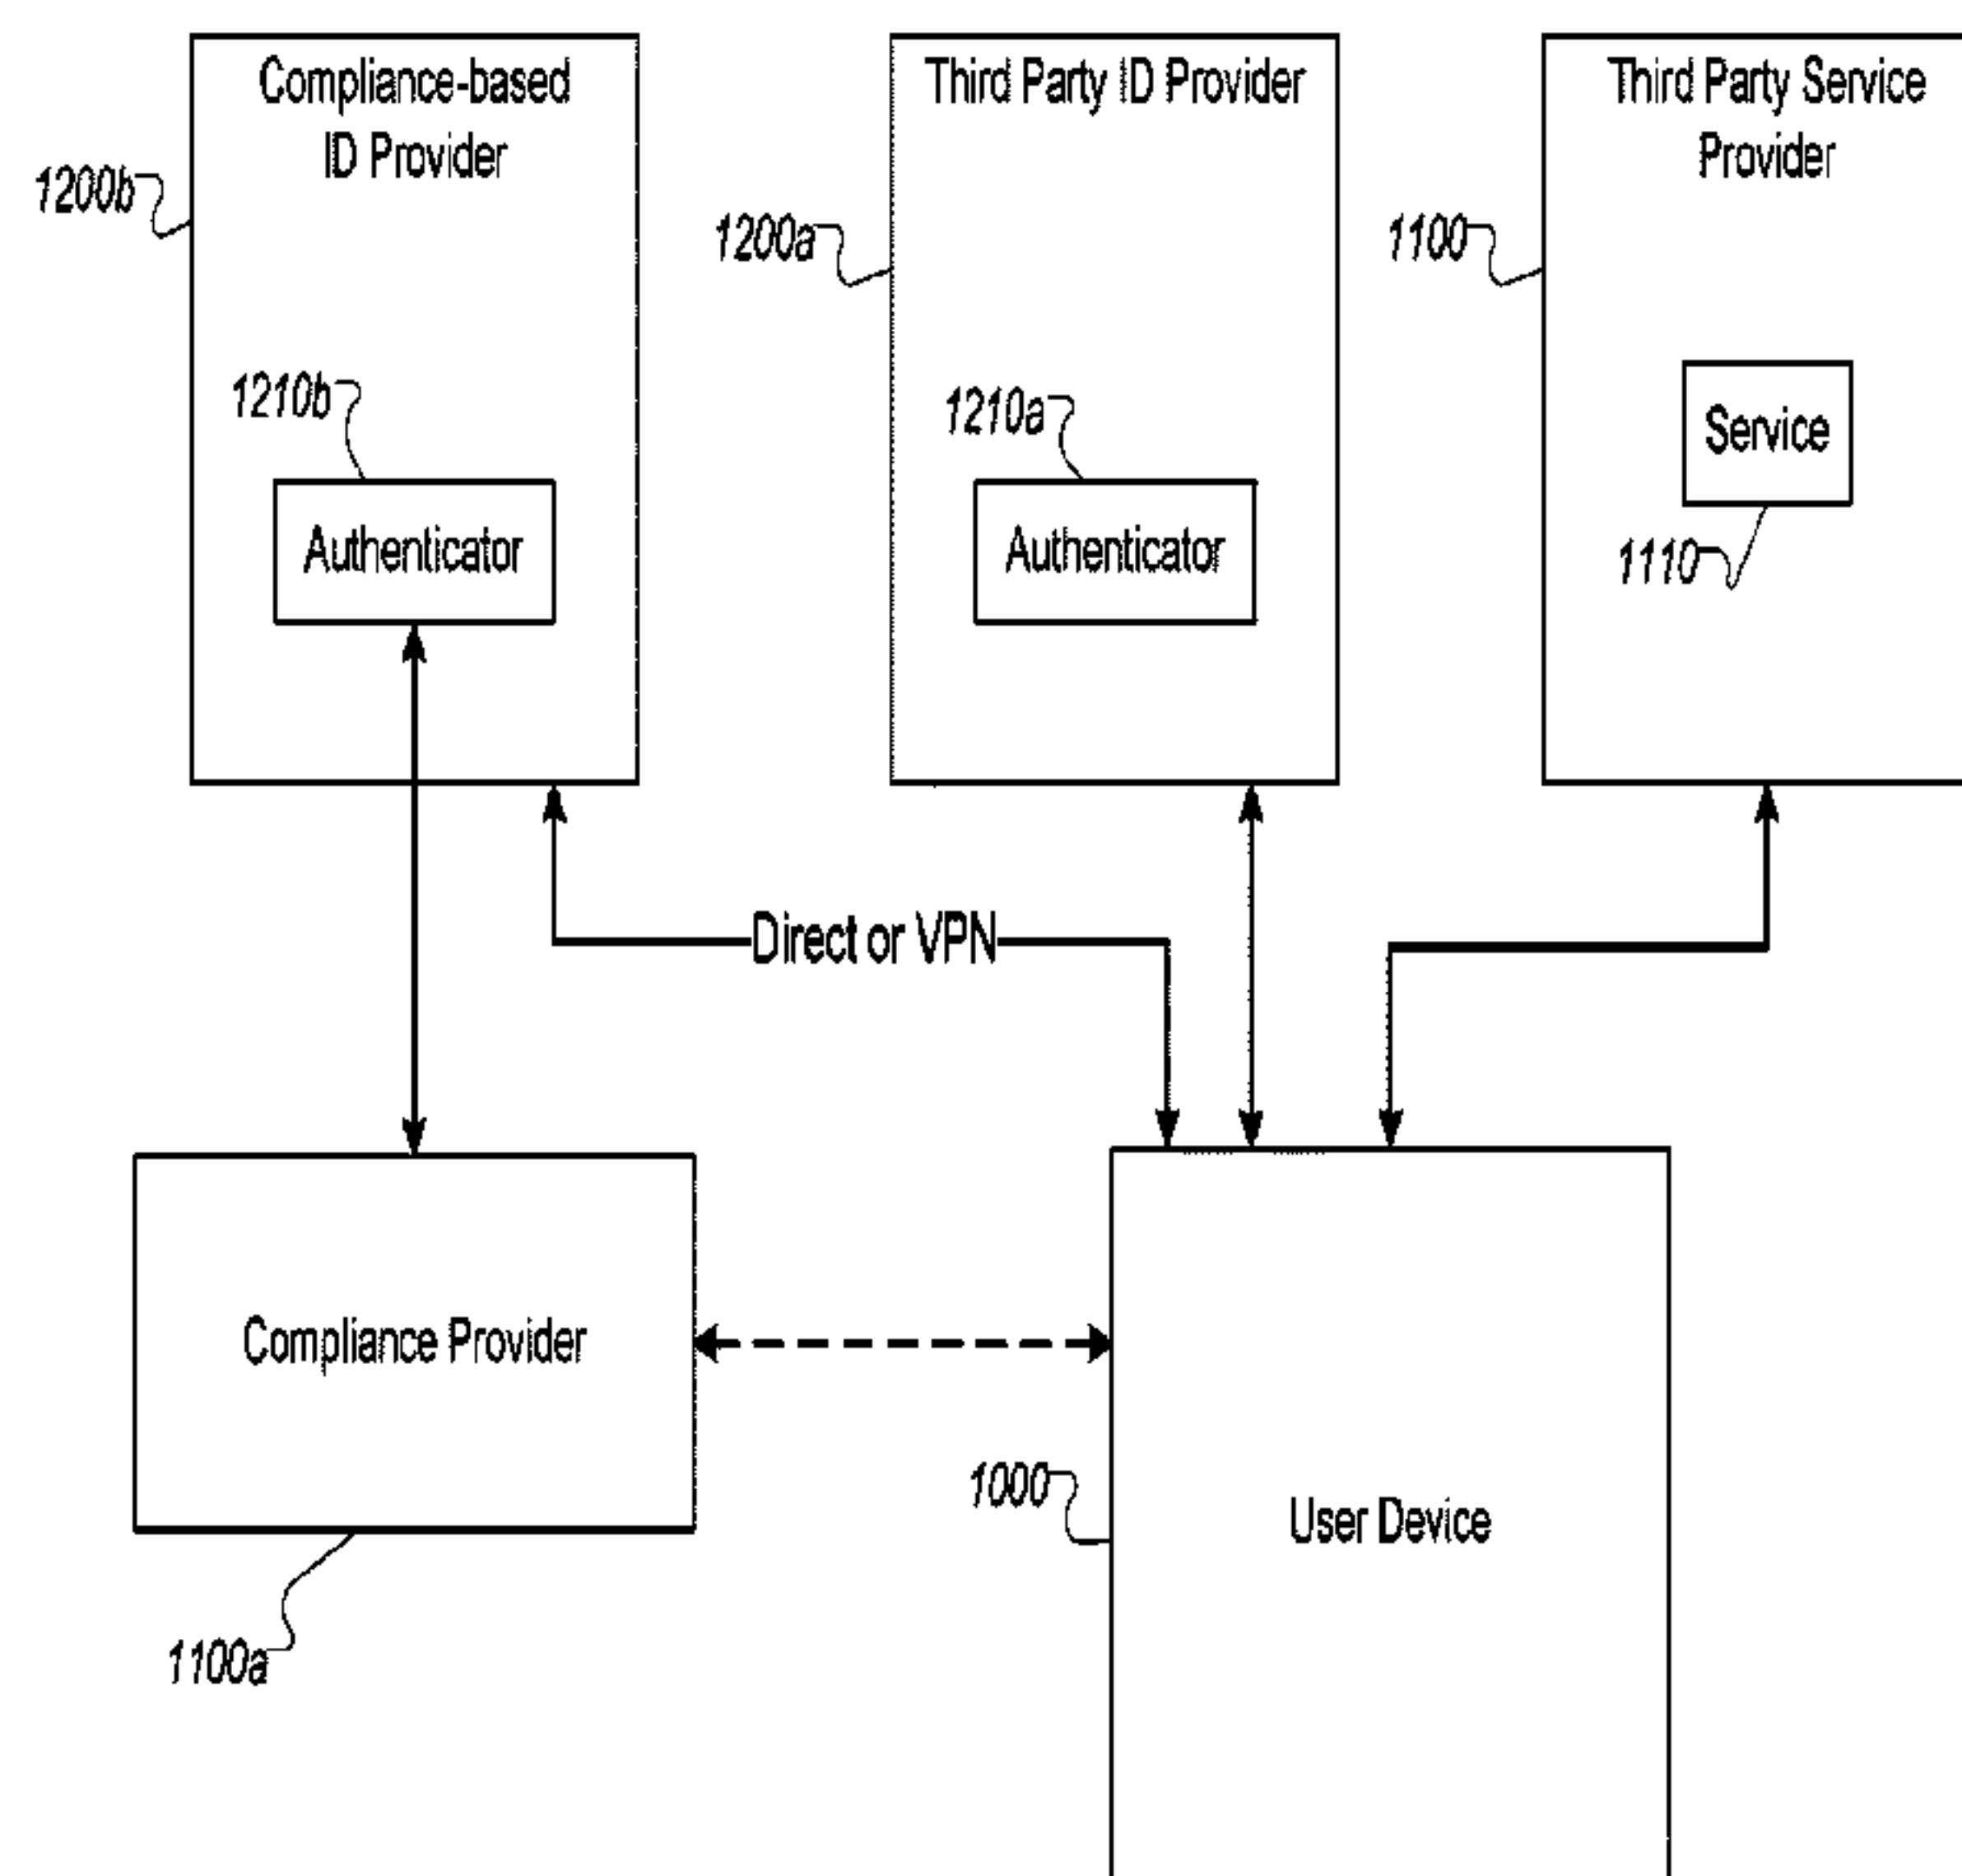 Compliance-based
ID Provider
1200b
1210b
Authenticator
Third Party ID Provider
1200a
1210a
Authenticator
Third Party Service
Provider
1100
Service
1110
Direct or VPN
Compliance Provider
1100a
1000
User Device